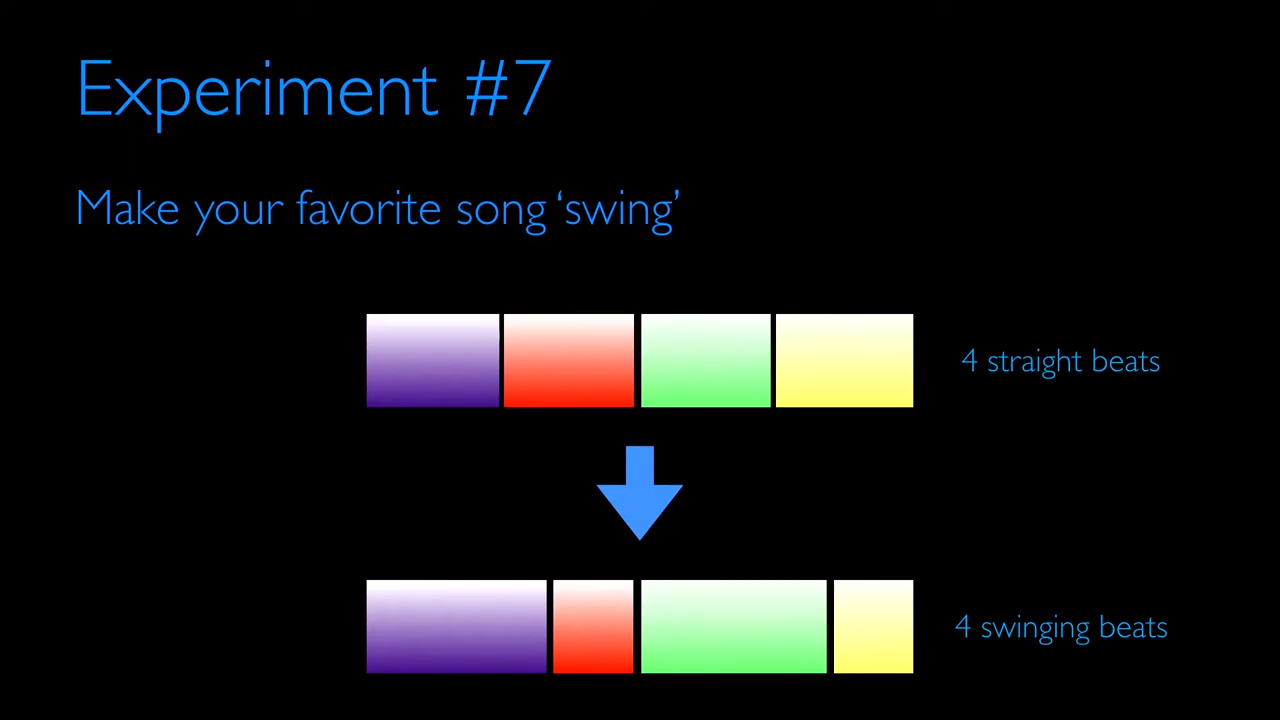 Experiment #7
Make your favorite song ‘swing’
4 straight beats
4 swinging beats